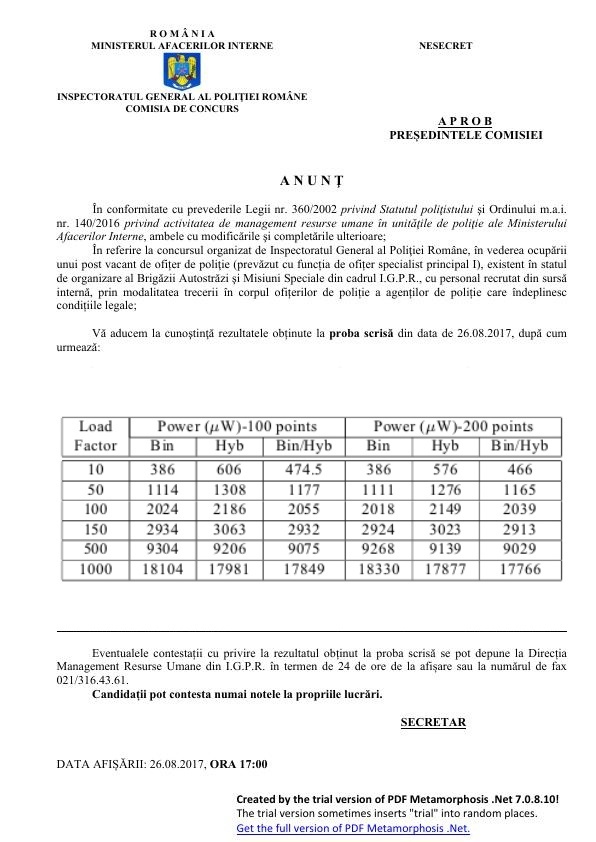 R O M Â N I A
MINISTERUL AFACERILOR INTERNE
NESECRET
INSPECTORATUL GENERAL AL POLIŢIEI ROMÂNE
COMISIA DE CONCURS
A P R O B
PREŞEDINTELE COMISIEI
A N U N Ţ
În conformitate cu prevederile Legii nr. 360/2002 privind Statutul poliţistului şi Ordinului m.a.i.
nr. 140/2016 privind activitatea de management resurse umane în unităţile de poliţie ale Ministerului
Afacerilor Interne, ambele cu modificările şi completările ulterioare;
În referire la concursul organizat de Inspectoratul General al Poliţiei Române, în vederea ocupării
unui post vacant de ofiţer de poliţie (prevăzut cu funcţia de ofiţer specialist principal I), existent în statul
de organizare al Brigăzii Autostrăzi şi Misiuni Speciale din cadrul I.G.P.R., cu personal recrutat din sursă
internă, prin modalitatea trecerii în corpul ofiţerilor de poliţie a agenţilor de poliţie care îndeplinesc
condiţiile legale;
Vă aducem la cunoştinţă rezultatele obţinute la proba scrisă din data de 26.08.2017, după cum
urmează:
Load Factor Power (μW)-100 points Power (μW)-200 points
Bin Hyb Bin/Hyb Bin Hyb Bin/Hyb
10 386 606 474.5 386 576 466
50 1114 1308 1177 1111 1276 1165
100 2024 2186 2055 2018 2149 2039
150 2934 3063 2932 2924 3023 2913
500 9304 9206 9075 9268 9139 9029
1000 18104 17981 17849 18330 17877 17766
Eventualele contestaţii cu privire la rezultatul obţinut la proba scrisă se pot depune la Direcţia
Management Resurse Umane din I.G.P.R. în termen de 24 de ore de la afişare sau la numărul de fax
021/316.43.61.
Candidaţii pot contesta numai notele la propriile lucrări.
SECRETAR
DATA AFIŞĂRII: 26.08.2017, ORA 17:00
Created by the trial version of PDF Metamorphosis .Net 7.0.8.10!
The trial version sometimes inserts "trial" into random places.
Get the full version of PDF Metamorphosis .Net.